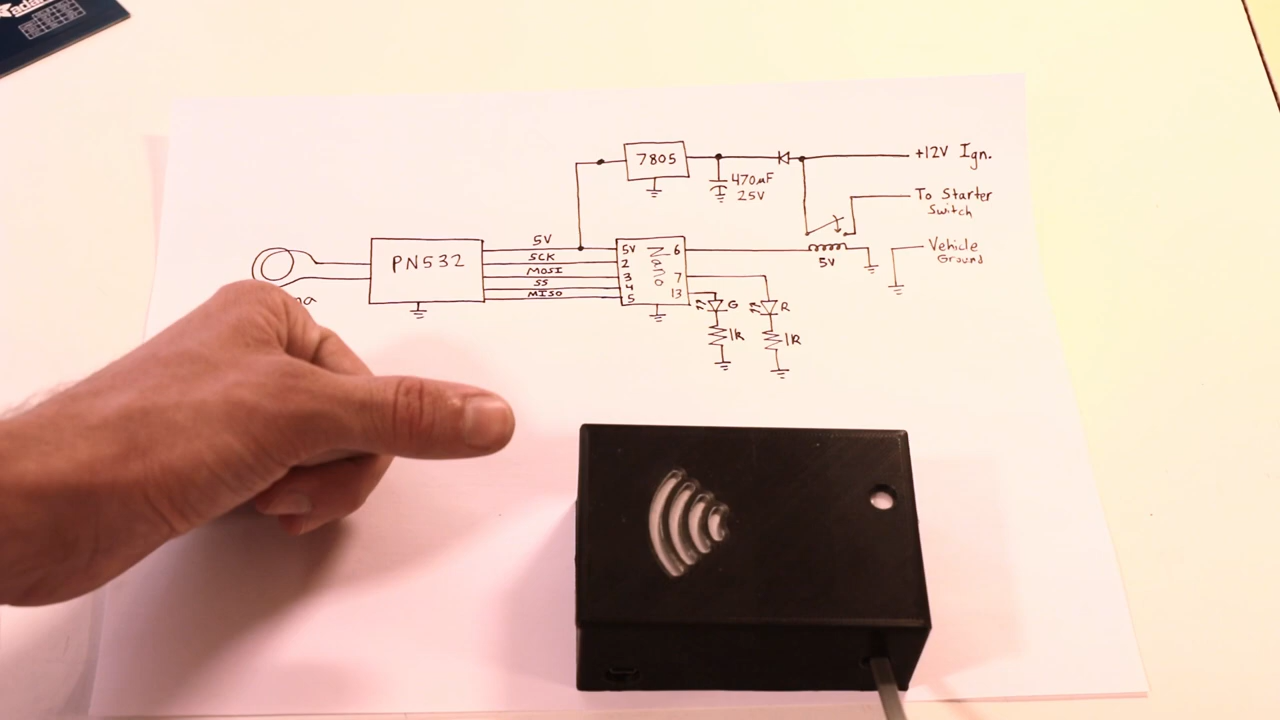 7805
+12V Ign.
470µF
25V
To Starter
Switch
5V
PN532
SCK
MOSI
SS
MISO
5V
2
3
4
5
Nano
6
7
13
5V
Vehicle
Ground
G
R
1k
1k